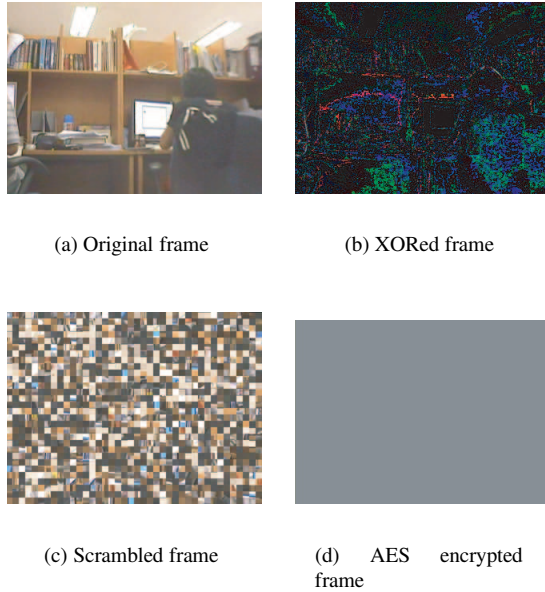 (a) Original frame
(b) XORed frame
(c) Scrambled frame
(d) AES encrypted
frame